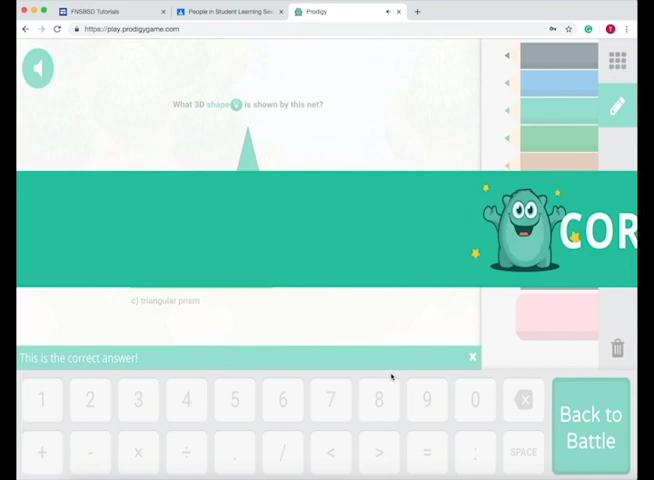 FNSBSD Tutorials
People in Student Learning Sec
Prodigy
https://play.prodigygame.com
T
What 3D shape is shown by this net?
COR
c) triangular prism
This is the correct answer!
1 2 3 4 5 6 7 8 9 0
+ - × ÷ . / < > = : SPACE
Back to
Battle